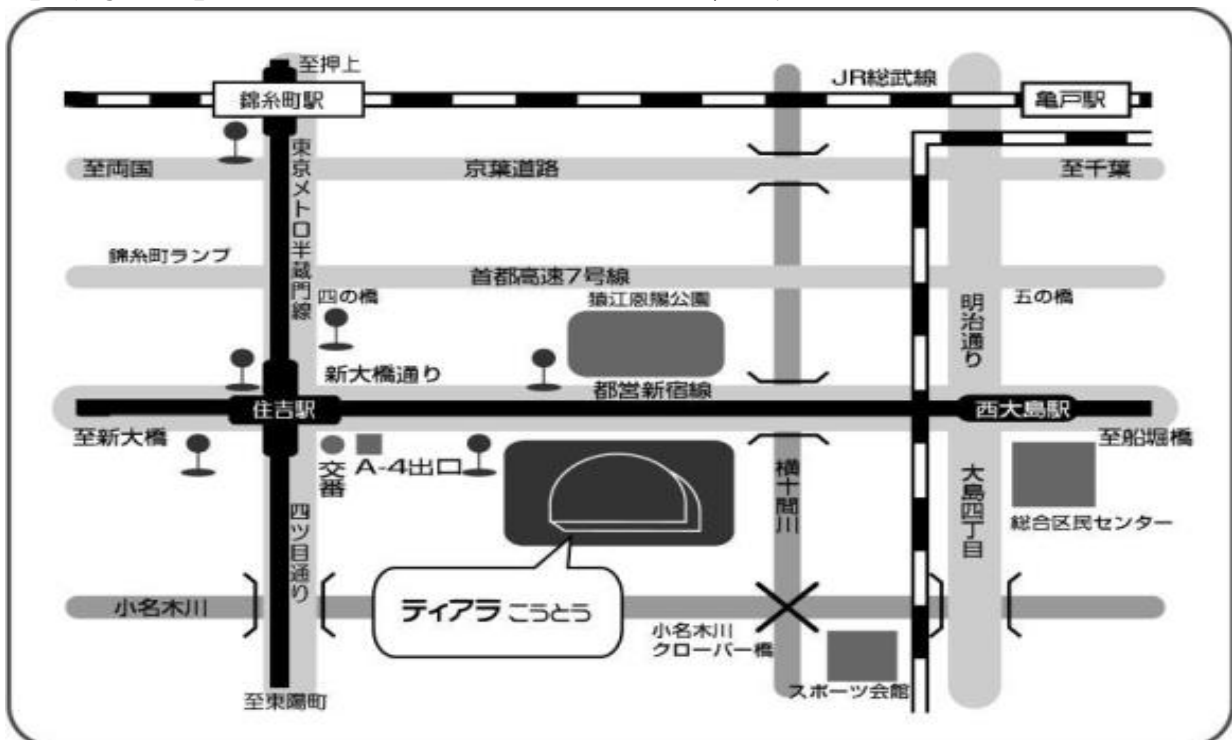 至押上
JR総武線
錦糸町駅
亀戸駅
至両国
京葉道路
至千葉
東京メトロ半蔵門線
錦糸町ランプ
首都高速7号線
四の橋
猿江恩賜公園
明治通り
五の橋
新大橋通り
都営新宿線
住吉駅
西大島駅
至新大橋
至船堀橋
交番
A-4出口
横十間川
大島四丁目
総合区民センター
四ツ目通り
小名木川
ティアラこうとう
小名木川
クローバー橋
スポーツ会館
至東陽町